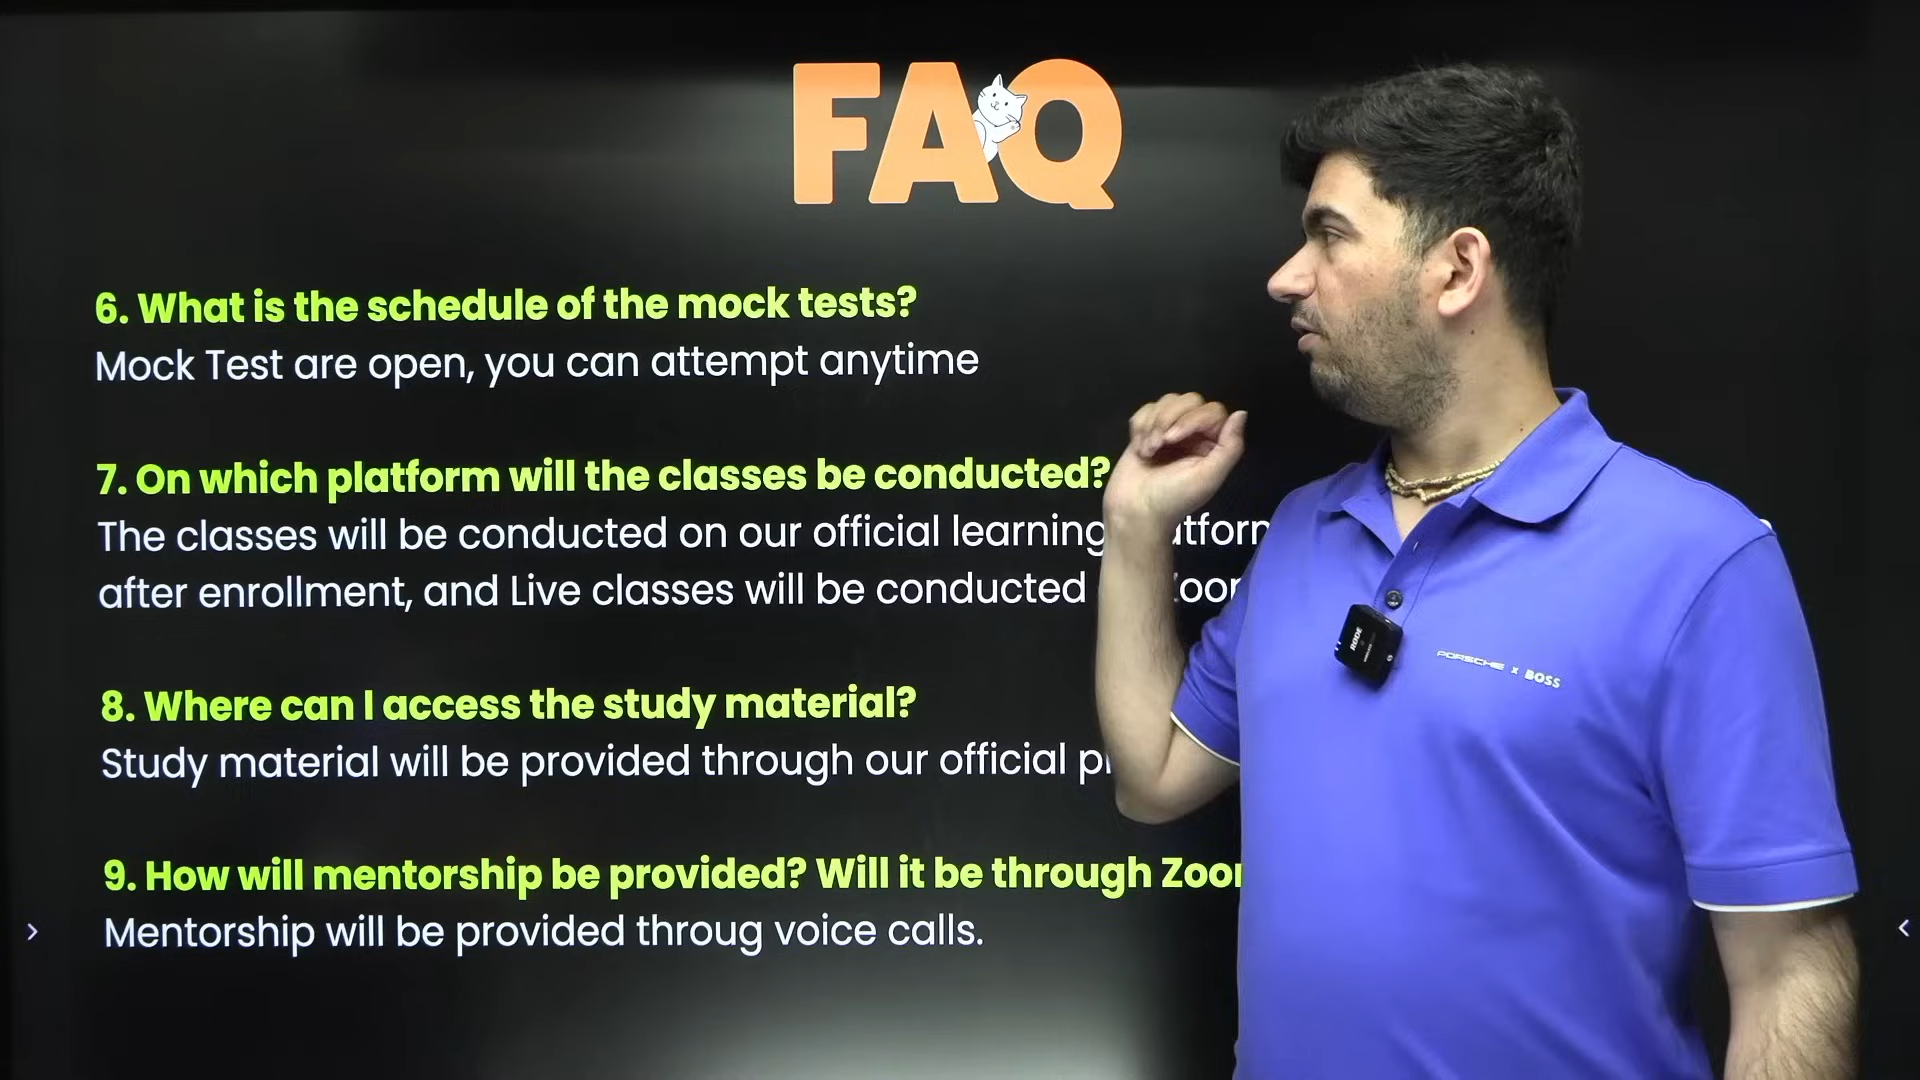 FAQ
6. What is the schedule of the mock tests?
Mock Test are open, you can attempt anytime
7. On which platform will the classes be conducted?
The classes will be conducted on our official learning
after enrollment, and Live classes will be conducted
8. Where can I access the study material?
Study material will be provided through our official
9. How will mentorship be provided? Will it be through
Mentorship will be provided throug voice calls.
RØDE
PORSCHE x BOSS